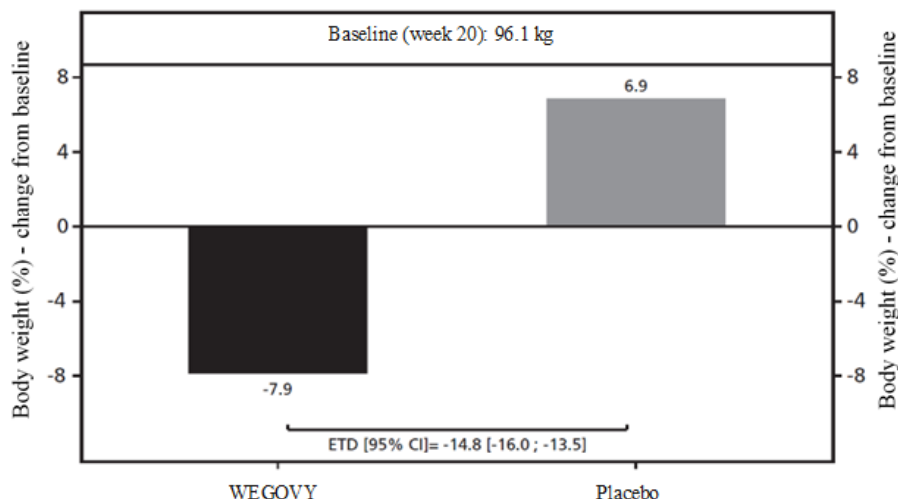 Baseline (week 20): 96.1 kg
Body weight (%) - change from baseline
8
4
0
-4
-8
6.9
-7.9
8
4
0
-4
-8
Body weight (%) - change from baseline
ETD [95% CI]= -14.8 [-16.0 ; -13.5]
WEGOVY
Placebo